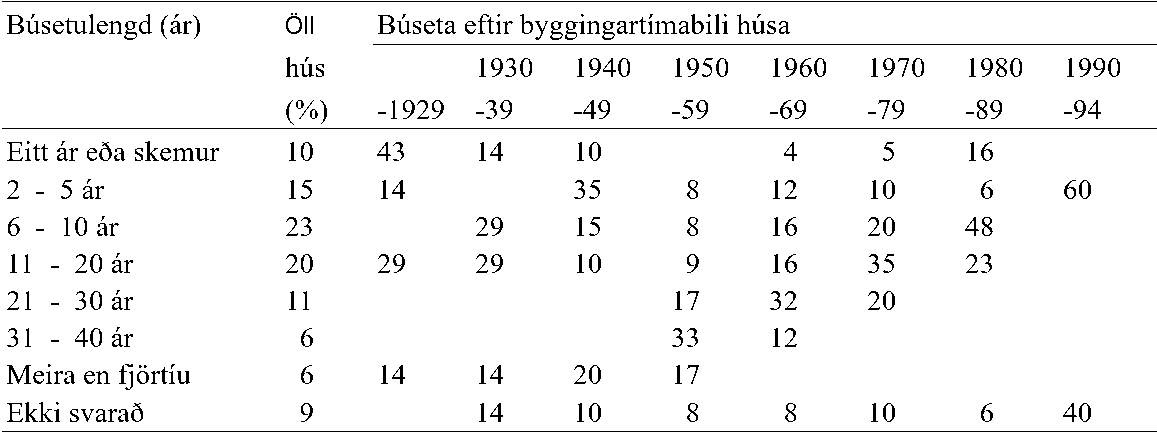 Búsetulengd (ár) Öll Búseta eftir byggingartímabili húsa
hús 1930 1940 1950 1960 1970 1980 1990
(%) -1929 -39 -49 -59 -69 -79 -89 -94
Eitt ár eða skemur 10 43 14 10 4 5 16
2 - 5 ár 15 14 35 8 12 10 6 60
6 - 10 ár 23 29 15 8 16 20 48
11 - 20 ár 20 29 29 10 9 16 35 23
21 - 30 ár 11 17 32 20
31 - 40 ár 6 33 12
Meira en fjörtíu 6 14 14 20 17
Ekki svarað 9 14 10 8 8 10 6 40